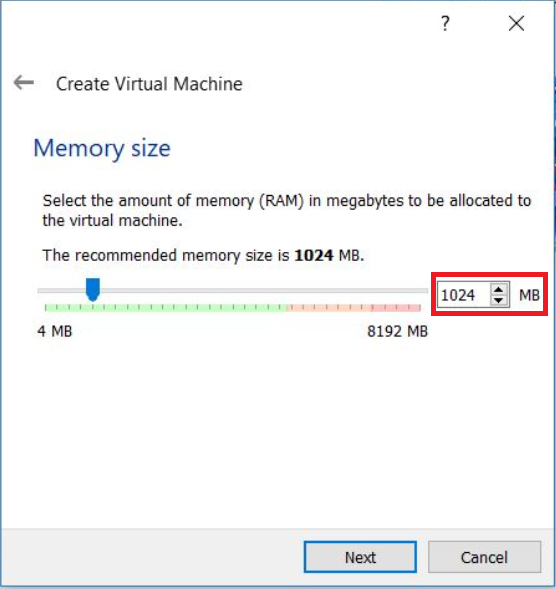 ?
Create Virtual Machine
Memory size
Select the amount of memory (RAM) in megabytes to be allocated to
the virtual machine.
The recommended memory size is 1024 MB.
1024 MB
4 MB 8192 MB
Next Cancel